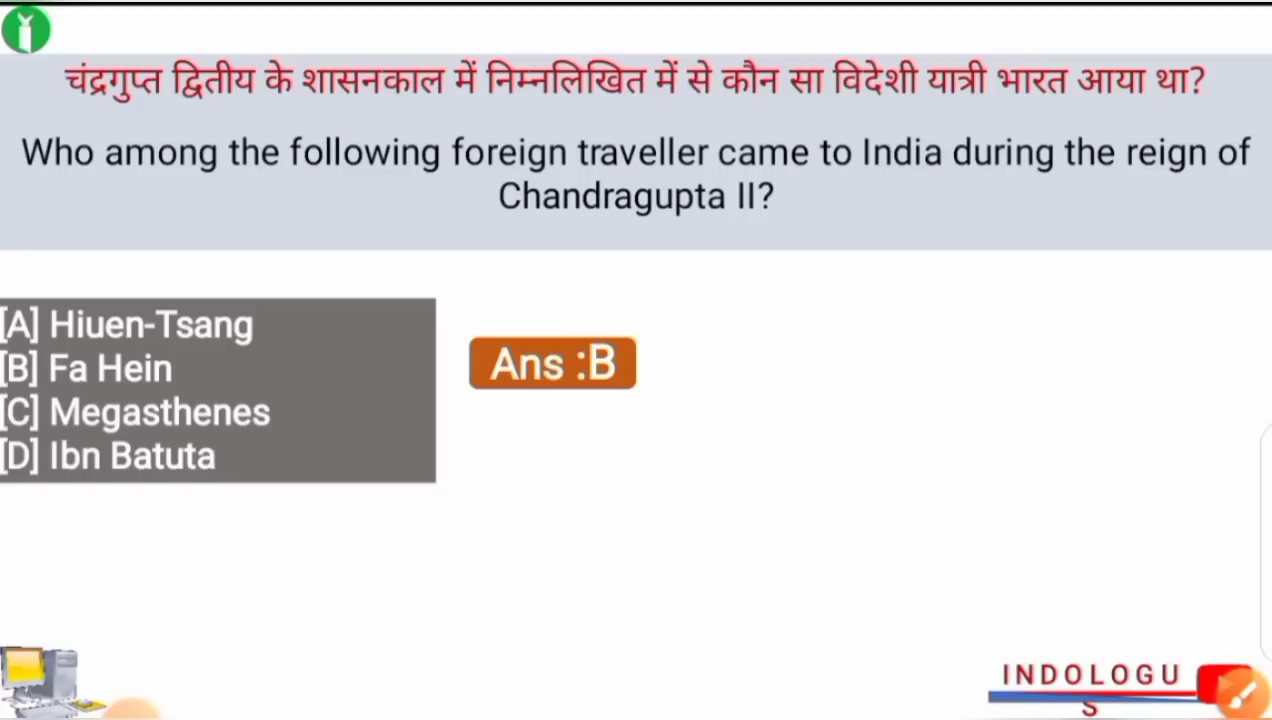 चंद्रगुप्त द्वितीय के शासनकाल में निम्नलिखित में से कौन सा विदेशी यात्री भारत आया था?
Who among the following foreign traveller came to India during the reign of
Chandragupta II?
[A] Hiuen-Tsang
[B] Fa Hein
[C] Megasthenes
[D] Ibn Batuta
Ans :B
INDOLOGU
S